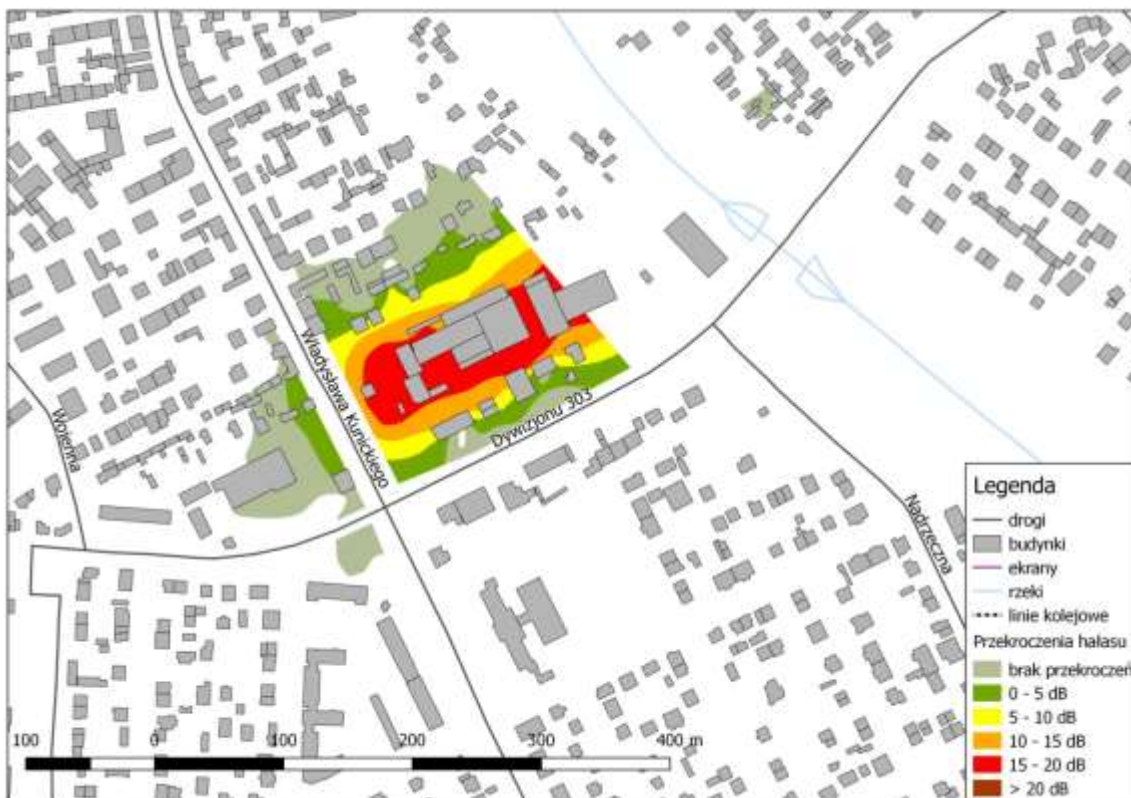 Wojenna
Władysława Kunickiego
Dywizjonu 303
Nadrzeczna
Legenda
drogi
budynki
ekrany
rzeki
linie kolejowe
Przekroczenia hałasu
brak przekroczeń
0 - 5 dB
5 - 10 dB
10 - 15 dB
15 - 20 dB
> 20 dB
100 0 100 200 300 400 m